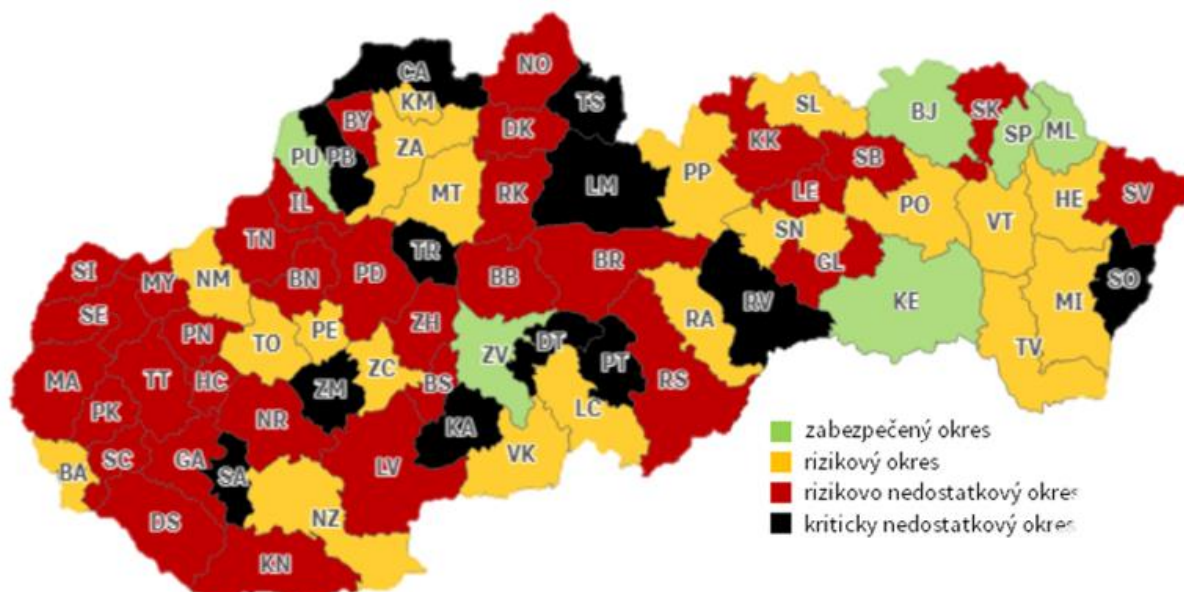 NO
CA
TS
KM
BY
DK
ZA
PU
PB
MT
RK
LM
IL
TN
TR
BN
PD
BB
BR
SI
MY
NM
SE
PN
TO
PE
ZH
ZV
DT
PT
ZC
BS
MA
TT
HC
ZM
PK
NR
KA
LC
RS
BA
SC
GA
SA
LV
VK
DS
NZ
KN
SL
BJ
SK
SP
ML
KK
SB
PP
LE
PO
VT
HE
SV
SN
GL
RV
RA
KE
MI
SO
TV
zabezpečený okres
rizikový okres
rizikovo nedostatkový okres
kriticky nedostatkový okres